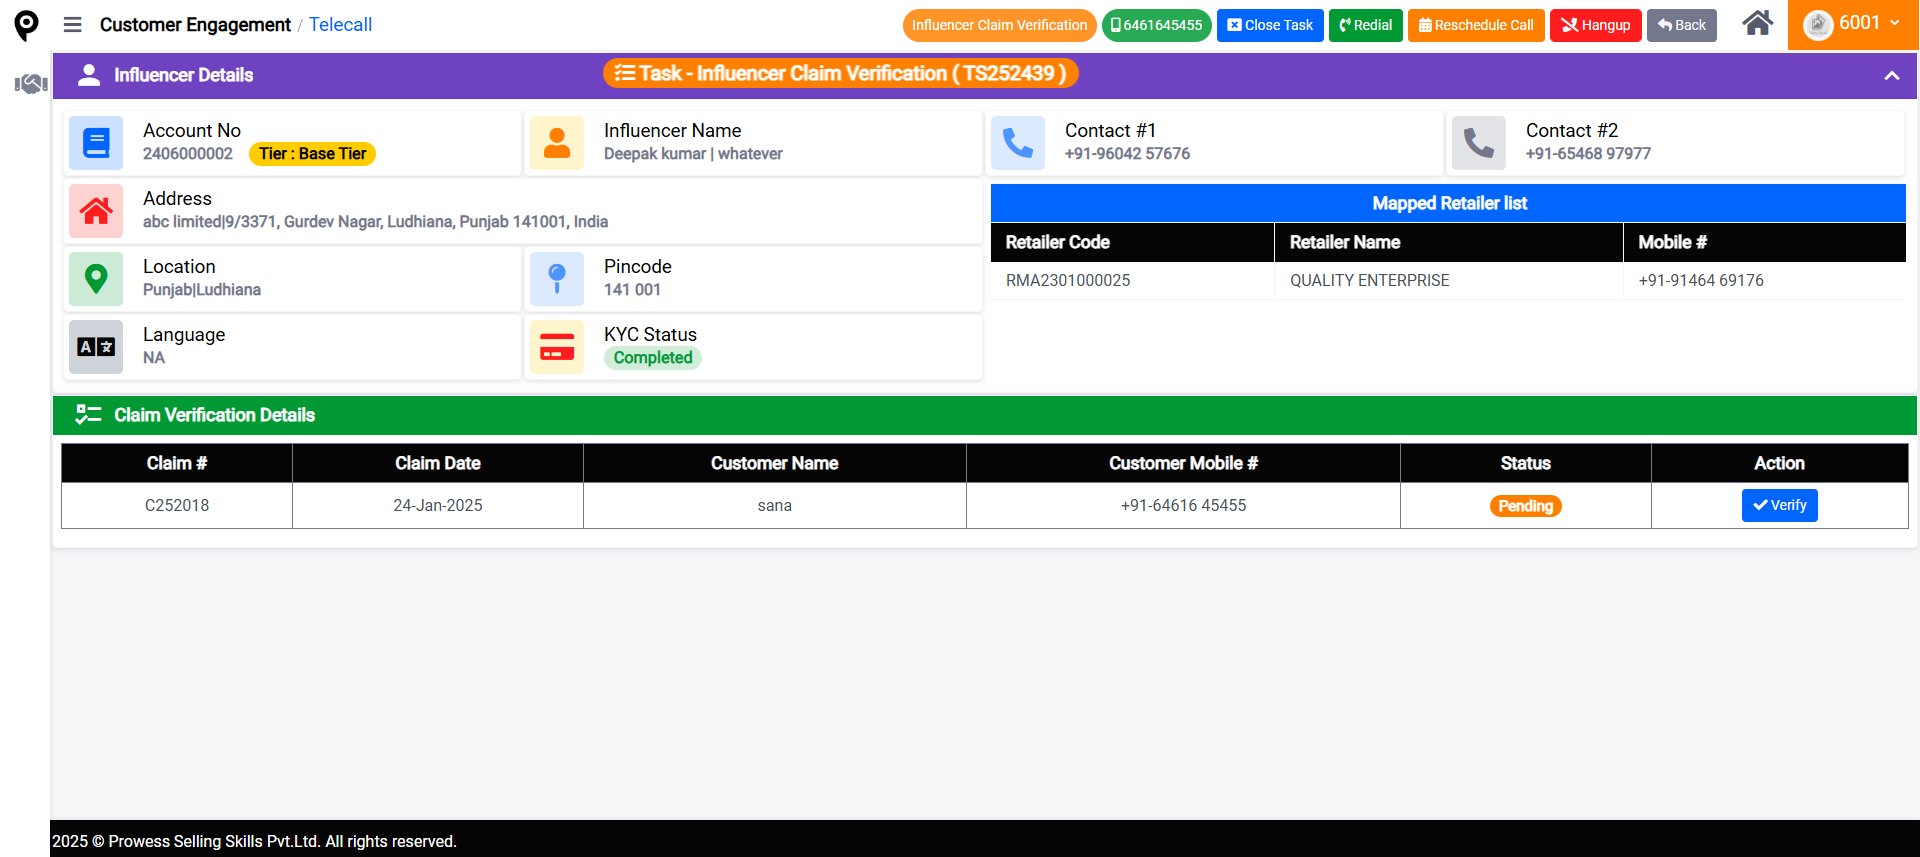 Customer Engagement / Telecall
Influencer Claim Verification
6461645455
Close Task
Redial
Reschedule Call
Hangup
Back
6001
Influencer Details
Task - Influencer Claim Verification ( TS252439 )
Account No
2406000002 Tier : Base Tier
Influencer Name
Deepak kumar | whatever
Contact #1
+91-96042 57676
Contact #2
+91-65468 97977
Address
abc limited|9/3371, Gurdev Nagar, Ludhiana, Punjab 141001, India
Mapped Retailer list
Retailer Code Retailer Name Mobile #
RMA2301000025 QUALITY ENTERPRISE +91-91464 69176
Location
Punjab|Ludhiana
Pincode
141 001
Language
NA
KYC Status
Completed
Claim Verification Details
Claim # Claim Date Customer Name Customer Mobile # Status Action
C252018 24-Jan-2025 sana +91-64616 45455 Pending Verify
2025 © Prowess Selling Skills Pvt.Ltd. All rights reserved.